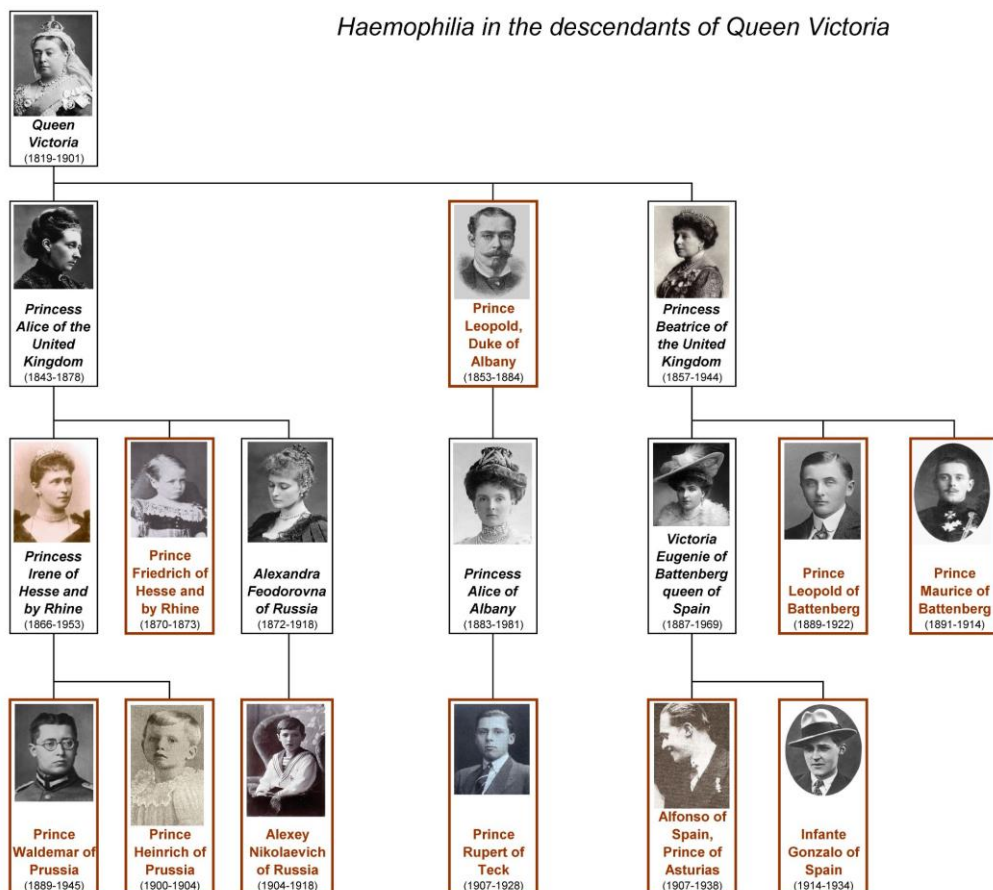 Haemophilia in the descendants of Queen Victoria
Queen
Victoria
(1819-1901)
Princess
Alice of the
United
Kingdom
(1843-1878)
Prince
Leopold,
Duke of
Albany
(1853-1884)
Princess
Beatrice of
the United
Kingdom
(1857-1944)
Princess
Irene of
Hesse and
by Rhine
(1866-1953)
Prince
Friedrich of
Hesse and
by Rhine
(1870-1873)
Alexandra
Feodorovna
of Russia
(1872-1918)
Princess
Alice of
Albany
(1883-1981)
Victoria
Eugenie of
Battenberg
queen of
Spain
(1887-1969)
Prince
Leopold of
Battenberg
(1889-1922)
Prince
Maurice of
Battenberg
(1891-1914)
Prince
Waldemar of
Prussia
(1889-1945)
Prince
Heinrich of
Prussia
(1900-1904)
Alexey
Nikolaevich
of Russia
(1904-1918)
Prince
Rupert of
Teck
(1907-1928)
Alfonso of
Spain,
Prince of
Asturias
(1907-1938)
Infante
Gonzalo of
Spain
(1914-1934)